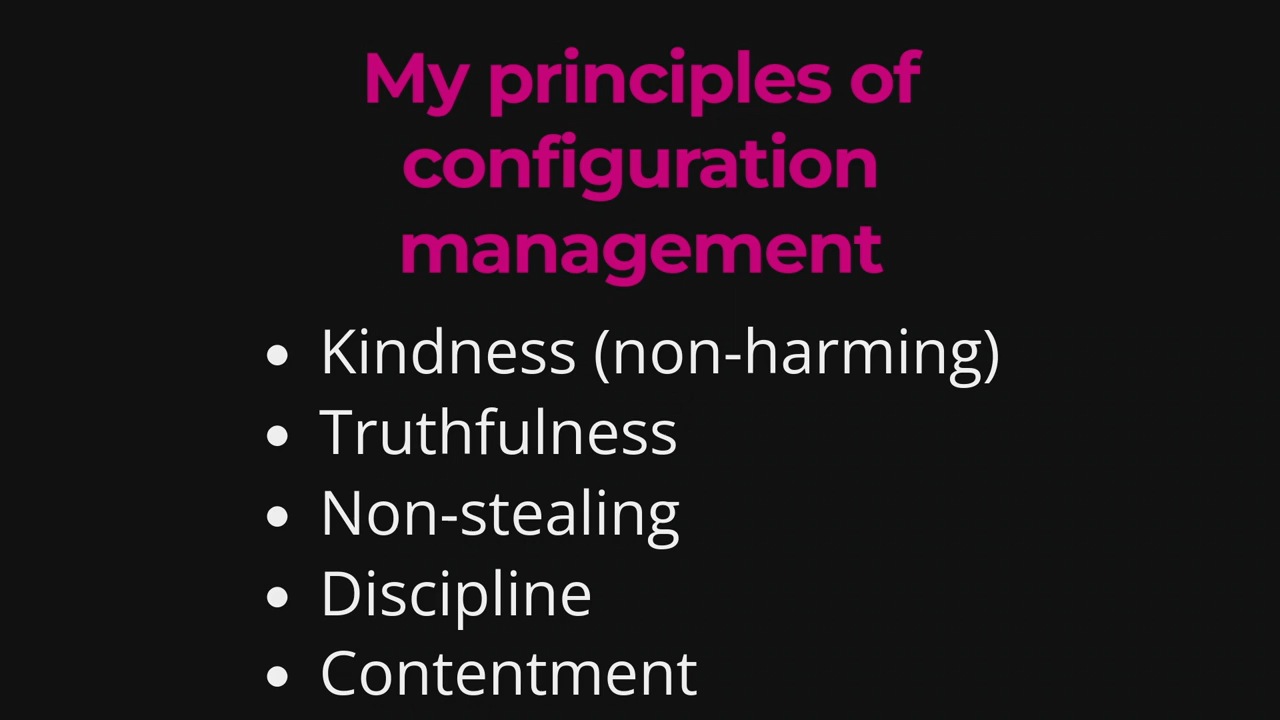 My principles of
configuration
management
• Kindness (non-harming)
• Truthfulness
• Non-stealing
• Discipline
• Contentment